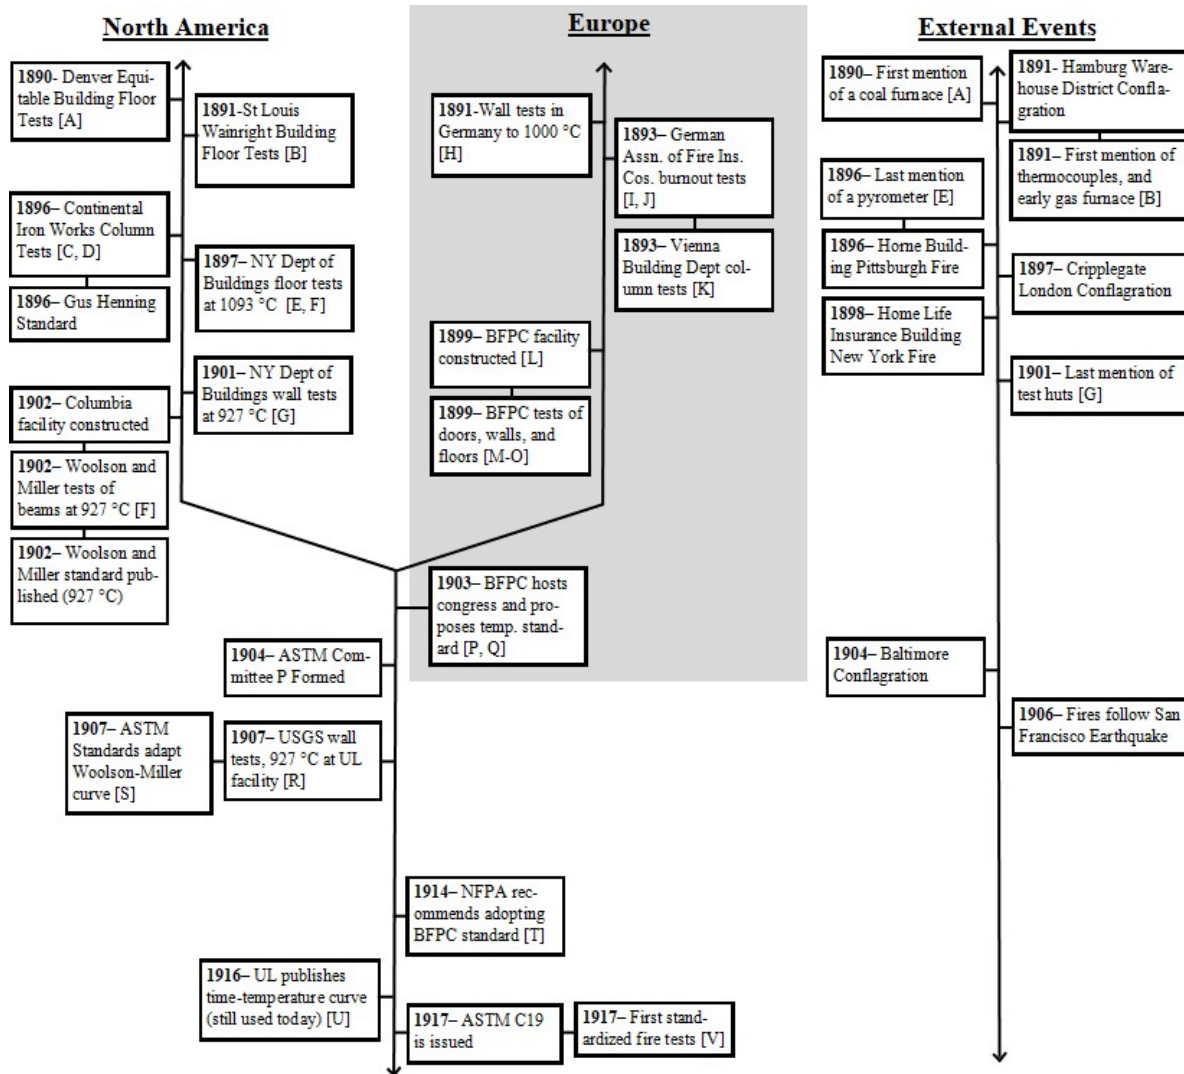 North America
Europe
External Events
1890- Denver Equi-
table Building Floor
Tests [A]
1891-St Louis
Wainright Building
Floor Tests [B]
1896– Continental
Iron Works Column
Tests [C, D]
1896– Gus Henning
Standard
1897– NY Dept of
Buildings floor tests
at 1093 °C [E, F]
1901– NY Dept of
Buildings wall tests
at 927 °C [G]
1902– Columbia
facility constructed
1902– Woolson and
Miller tests of
beams at 927 °C [F]
1902– Woolson and
Miller standard pub-
lished (927 °C)
1891-Wall tests in
Germany to 1000 °C
[H]
1893– German
Assn. of Fire Ins.
Cos. burnout tests
[I, J]
1893– Vienna
Building Dept col-
umn tests [K]
1899– BFPC facility
constructed [L]
1899– BFPC tests of
doors, walls, and
floors [M-O]
1903– BFPC hosts
congress and pro-
poses temp. stand-
ard [P, Q]
1904– ASTM Com-
mittee P Formed
1907– ASTM
Standards adapt
Woolson-Miller
curve [S]
1907– USGS wall
tests, 927 °C at UL
facility [R]
1914– NFPA rec-
ommends adopting
BFPC standard [T]
1916– UL publishes
time-temperature curve
(still used today) [U]
1917– ASTM C19
is issued
1917– First stand-
ardized fire tests [V]
1890– First mention
of a coal furnace [A]
1891- Hamburg Ware-
house District Confla-
gration
1891– First mention of
thermocouples, and
early gas furnace [B]
1896– Last mention
of a pyrometer [E]
1896– Horne Build-
ing Pittsburgh Fire
1897– Cripplegate
London Conflagration
1898– Home Life
Insurance Building
New York Fire
1901– Last mention of
test huts [G]
1904– Baltimore
Conflagration
1906– Fires follow San
Francisco Earthquake